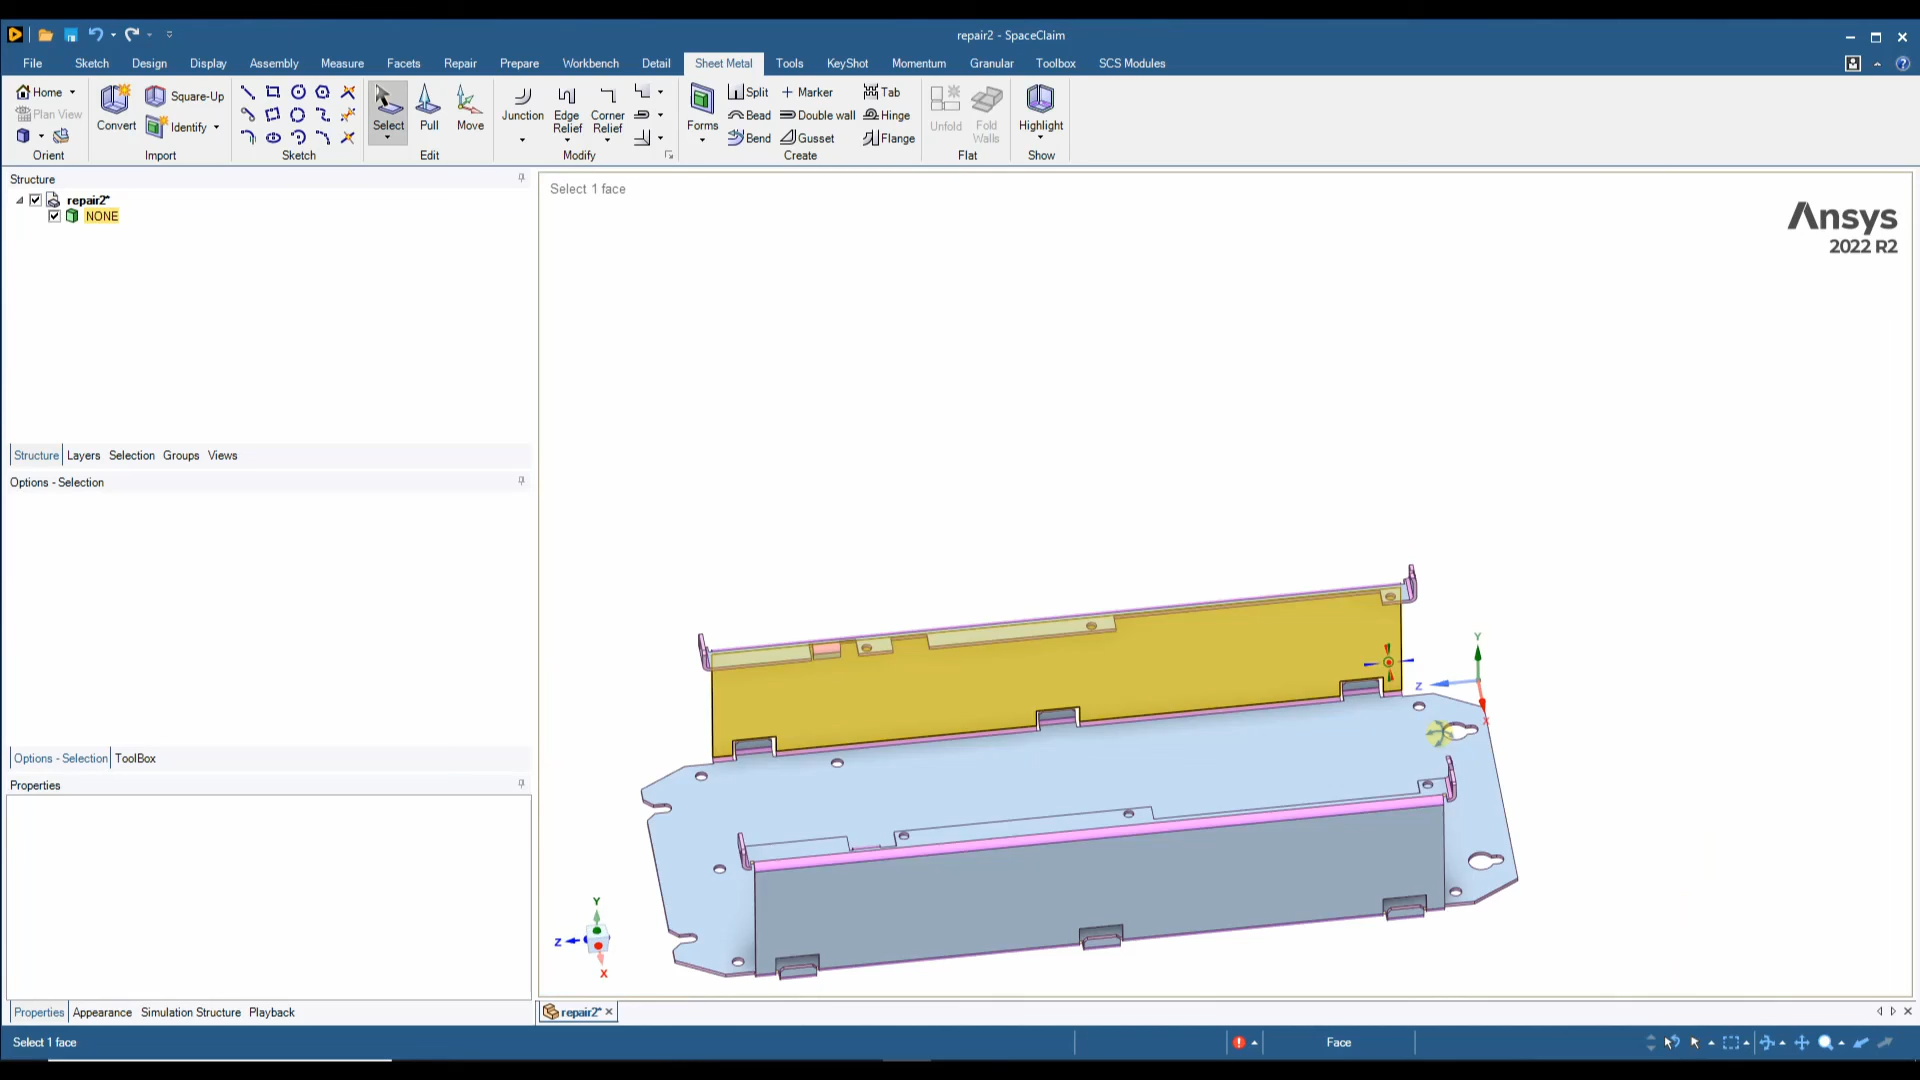 repair2 - SpaceClaim
File Sketch Design Display Assembly Measure Facets Repair Prepare Workbench Detail Sheet Metal Tools KeyShot Momentum Granular Toolbox SCS Modules
Home
Plan View
Orient
Convert
Square-Up
Identify
Import
Sketch
Select
Pull
Move
Edit
Junction
Edge Relief
Corner Relief
Modify
Forms
Split
Bead
Bend
Marker
Double wall
Gusset
Tab
Hinge
Flange
Create
Unfold
Fold Walls
Flat
Highlight
Show
Structure
repair2*
NONE
Structure Layers Selection Groups Views
Options - Selection
Options - Selection ToolBox
Properties
Properties Appearance Simulation Structure Playback
Select 1 face
Ansys
2022 R2
Y
Z
X
Y
Z
X
repair2*
Select 1 face
Face